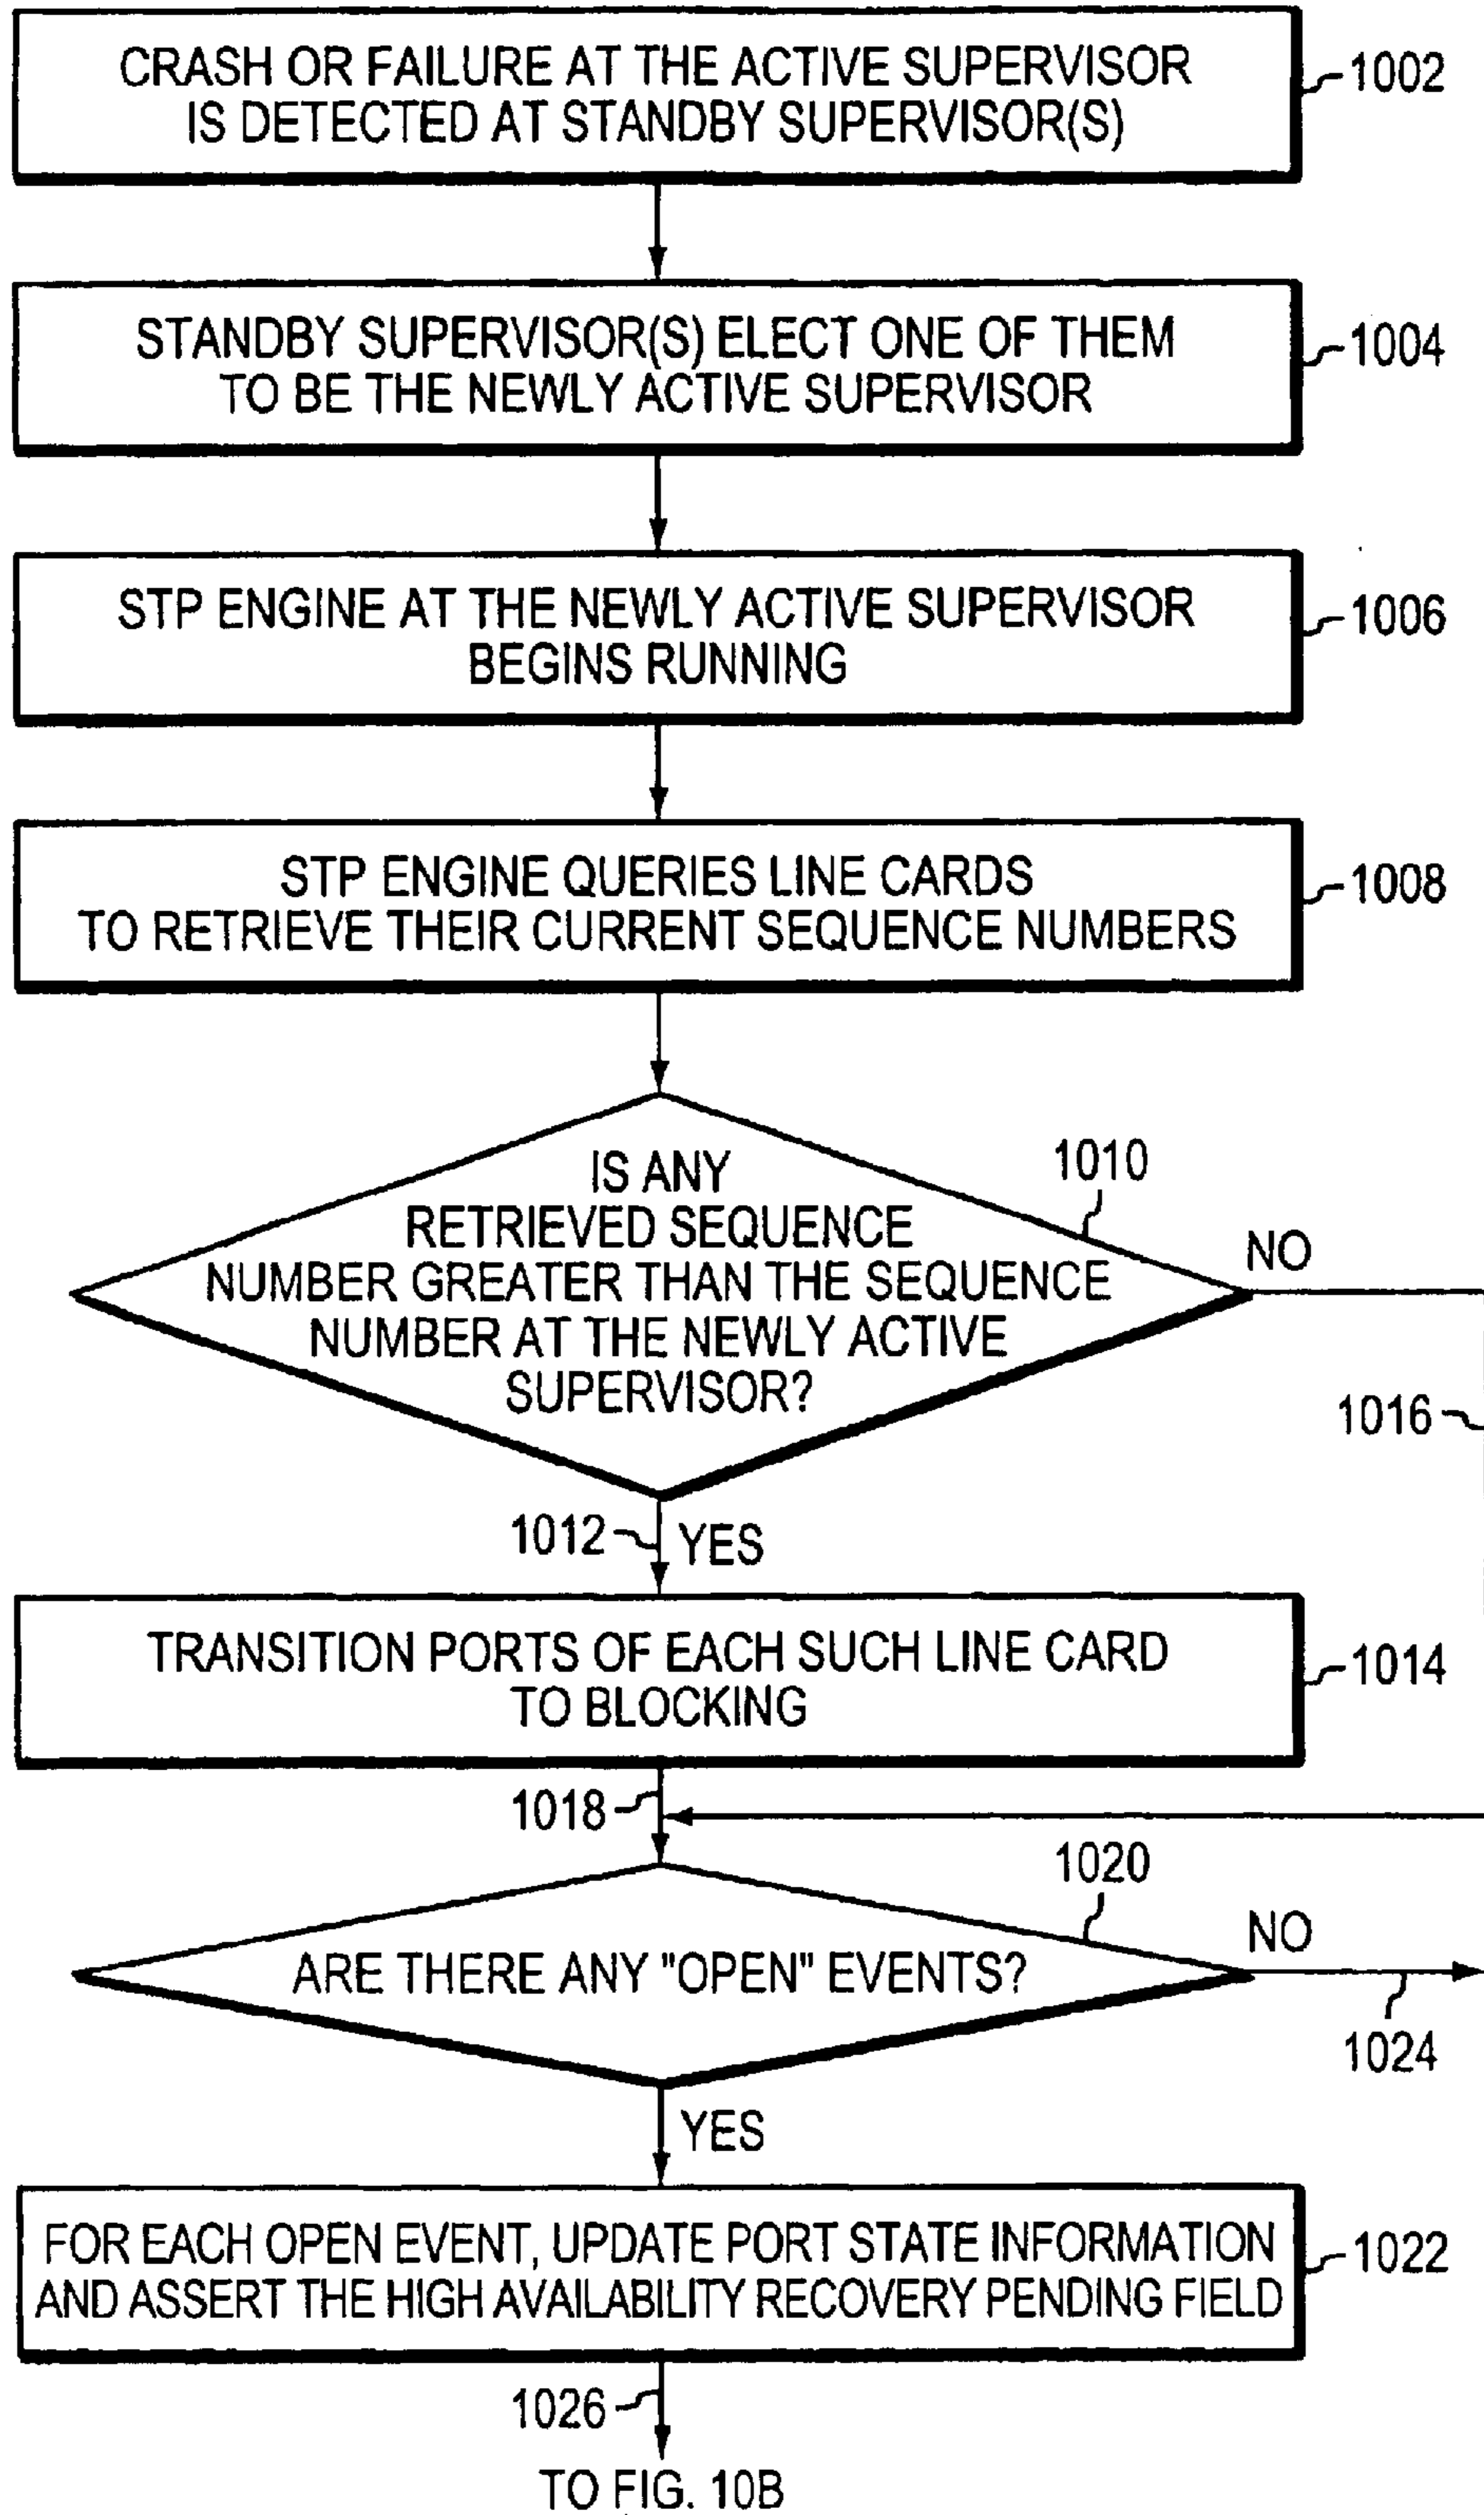 CRASH OR FAILURE AT THE ACTIVE SUPERVISOR
IS DETECTED AT STANDBY SUPERVISOR(S)
1002
STANDBY SUPERVISOR(S) ELECT ONE OF THEM
TO BE THE NEWLY ACTIVE SUPERVISOR
1004
STP ENGINE AT THE NEWLY ACTIVE SUPERVISOR
BEGINS RUNNING
1006
STP ENGINE QUERIES LINE CARDS
TO RETRIEVE THEIR CURRENT SEQUENCE NUMBERS
1008
IS ANY
RETRIEVED SEQUENCE
NUMBER GREATER THAN THE SEQUENCE
NUMBER AT THE NEWLY ACTIVE
SUPERVISOR?
1010
NO
1016
1012
YES
TRANSITION PORTS OF EACH SUCH LINE CARD
TO BLOCKING
1014
1018
1020
ARE THERE ANY "OPEN" EVENTS?
NO
1024
YES
FOR EACH OPEN EVENT, UPDATE PORT STATE INFORMATION
AND ASSERT THE HIGH AVAILABILITY RECOVERY PENDING FIELD
1022
1026
TO FIG. 10B